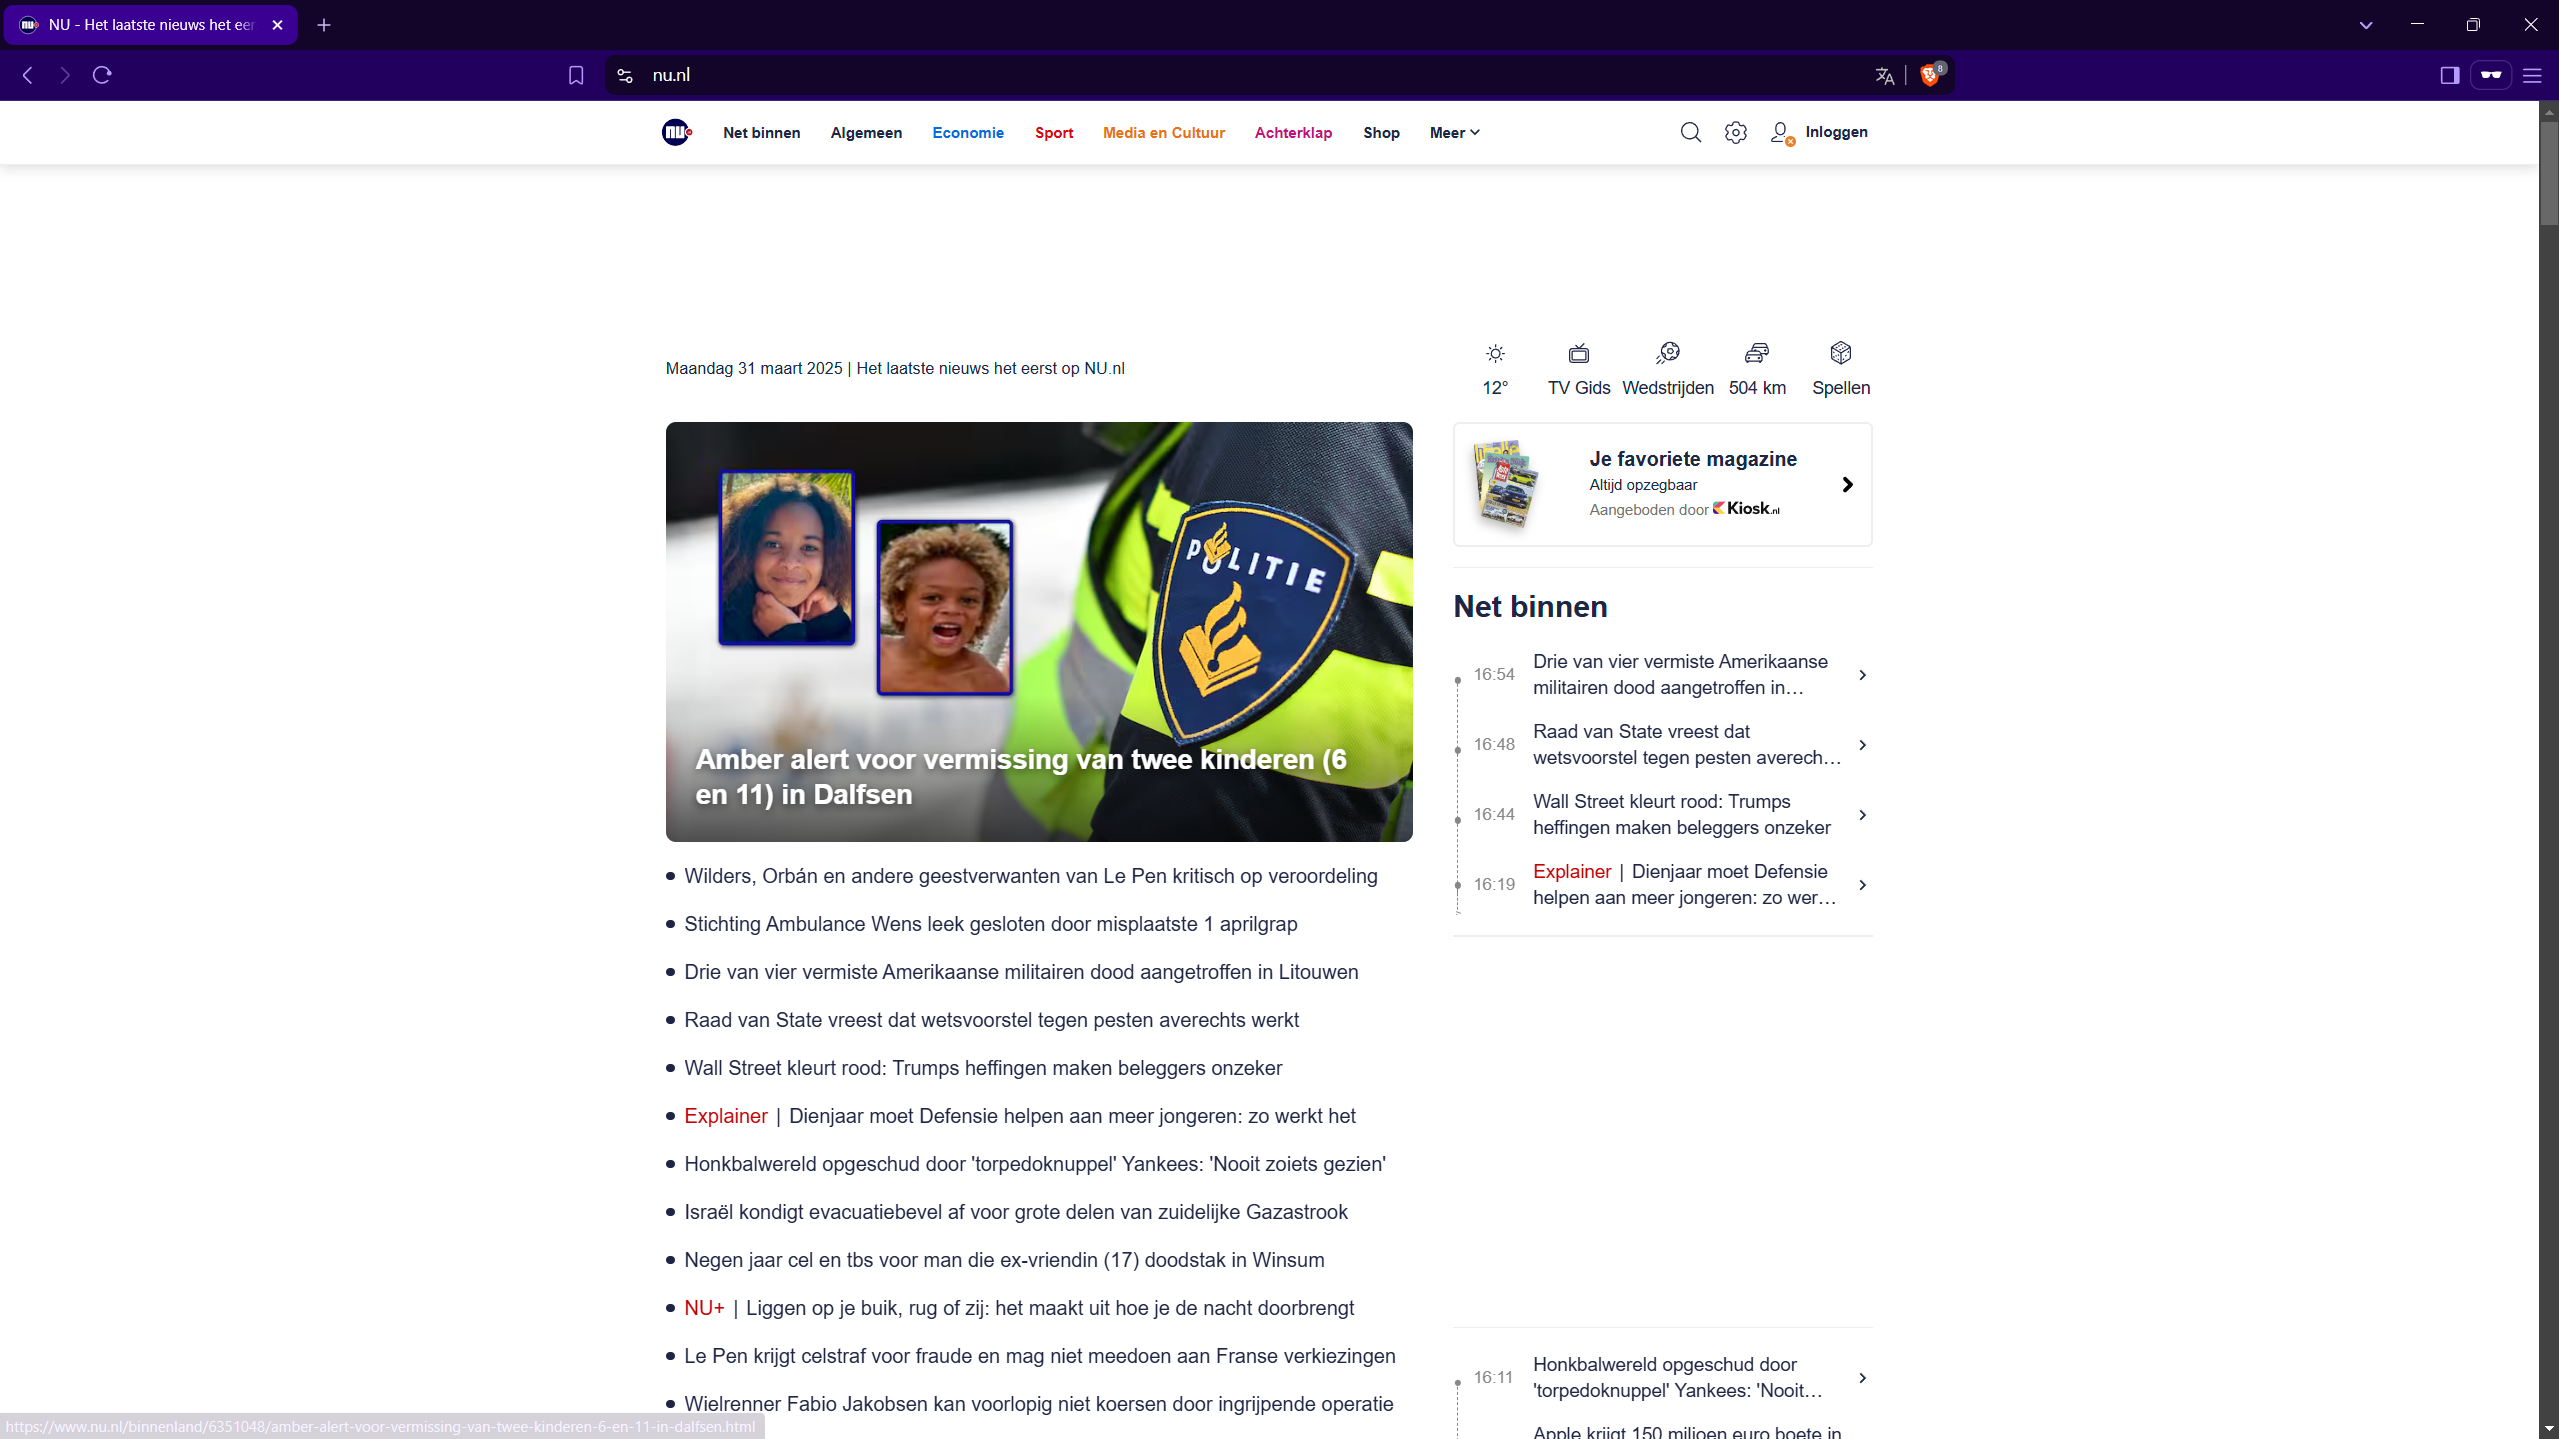 NU - Het laatste nieuws het eer
nu.nl
8
nu
Net binnen
Algemeen
Economie
Sport
Media en Cultuur
Achterklap
Shop
Meer
Inloggen
Maandag 31 maart 2025 | Het laatste nieuws het eerst op NU.nl
12°
TV Gids
Wedstrijden
504 km
Spellen
POLITIE
Amber alert voor vermissing van twee kinderen (6
en 11) in Dalfsen
Wilders, Orbán en andere geestverwanten van Le Pen kritisch op veroordeling
Stichting Ambulance Wens leek gesloten door misplaatste 1 aprilgrap
Drie van vier vermiste Amerikaanse militairen dood aangetroffen in Litouwen
Raad van State vreest dat wetsvoorstel tegen pesten averechts werkt
Wall Street kleurt rood: Trumps heffingen maken beleggers onzeker
Explainer | Dienjaar moet Defensie helpen aan meer jongeren: zo werkt het
Honkbalwereld opgeschud door 'torpedoknuppel' Yankees: 'Nooit zoiets gezien'
Israël kondigt evacuatiebevel af voor grote delen van zuidelijke Gazastrook
Negen jaar cel en tbs voor man die ex-vriendin (17) doodstak in Winsum
NU+ | Liggen op je buik, rug of zij: het maakt uit hoe je de nacht doorbrengt
Le Pen krijgt celstraf voor fraude en mag niet meedoen aan Franse verkiezingen
Wielrenner Fabio Jakobsen kan voorlopig niet koersen door ingrijpende operatie
Je favoriete magazine
Altijd opzegbaar
Aangeboden door Kiosk.nl
Net binnen
16:54
Drie van vier vermiste Amerikaanse
militairen dood aangetroffen in…
16:48
Raad van State vreest dat
wetsvoorstel tegen pesten averech…
16:44
Wall Street kleurt rood: Trumps
heffingen maken beleggers onzeker
16:19
Explainer | Dienjaar moet Defensie
helpen aan meer jongeren: zo wer…
16:11
Honkbalwereld opgeschud door
'torpedoknuppel' Yankees: 'Nooit…
Apple krijgt 150 miljoen euro boete in
https://www.nu.nl/binnenland/6351048/amber-alert-voor-vermissing-van-twee-kinderen-6-en-11-in-dalfsen.html